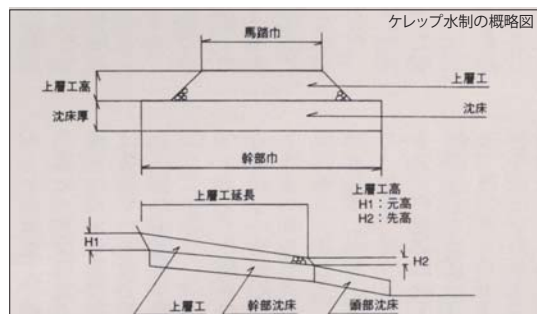 ケレップ水制の概略図
馬踏巾
上層工高
上層工
沈床厚
沈床
幹部巾
上層工延長
上層工高
H1：元高
H2：先高
H1
H2
上層工
幹部沈床
頭部沈床